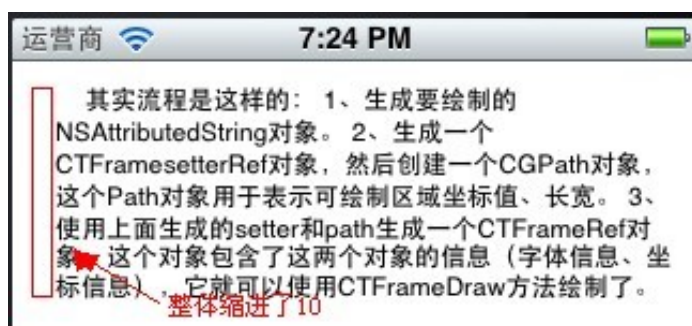 运营商 7:24 PM
其实流程是这样的： 1、生成要绘制的
NSAttributedString对象。 2、生成一个
CTFramesetterRef对象，然后创建一个CGPath对象，
这个Path对象用于表示可绘制区域坐标值、长宽。 3、
使用上面生成的setter和path生成一个CTFrameRef对
象，这个对象包含了这两个对象的信息（字体信息、坐
标信息），它就可以使用CTFrameDraw方法绘制了。
整体缩进了10